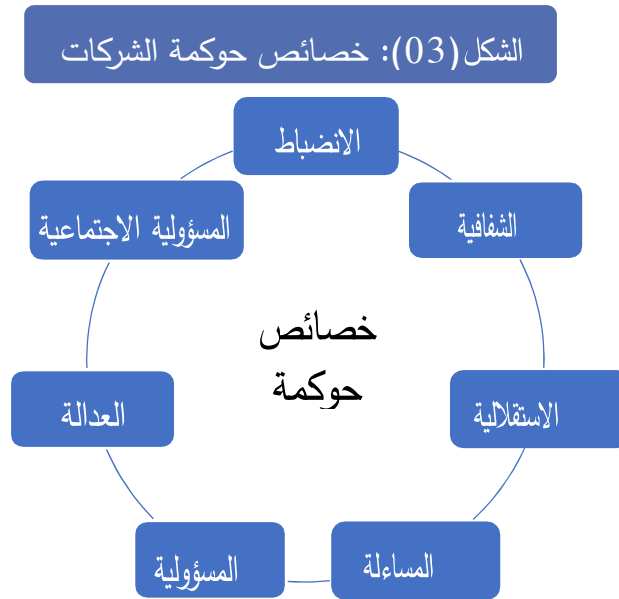 الشكل(03): خصائص حوكمة الشركات
الانضباط
الشفافية
الاستقلالية
المساءلة
المسؤولية
العدالة
المسؤولية الاجتماعية
خصائص
حوكمة